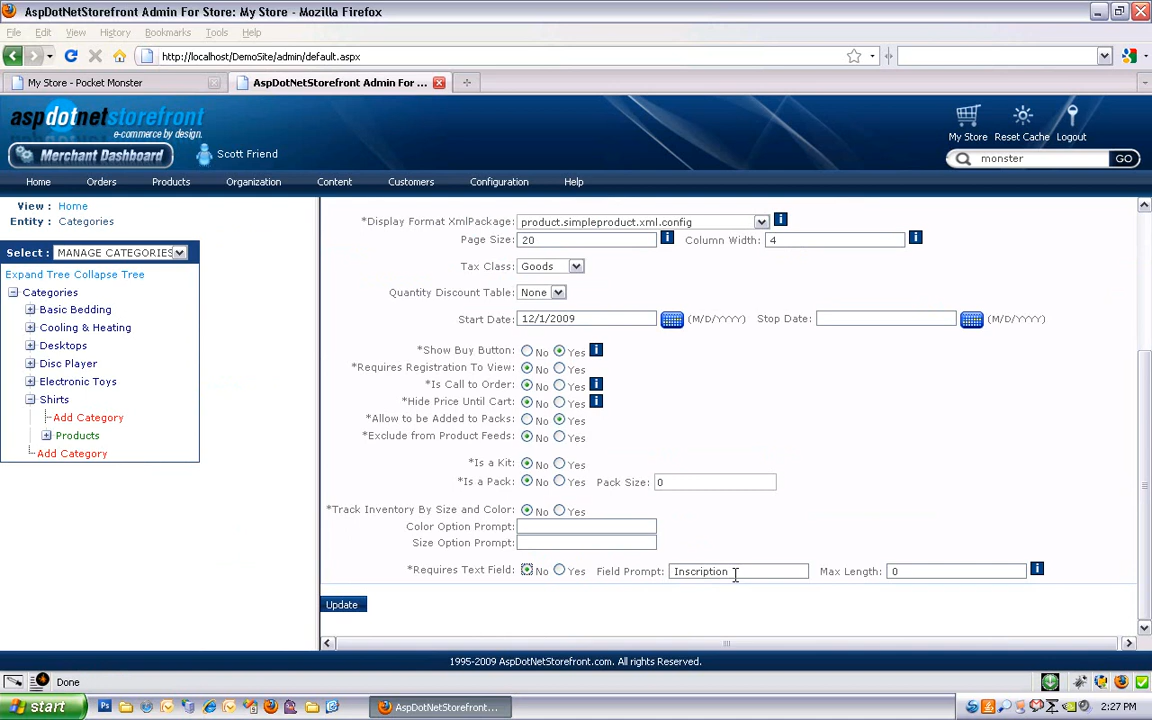 AspDotNetStorefront Admin For Store: My Store - Mozilla Firefox
File Edit View History Bookmarks Tools Help
http://localhost/DemoSite/admin/default.aspx
My Store - Pocket Monster
AspDotNetStorefront Admin For ...
aspdotnetstorefront
e-commerce by design.
My Store Reset Cache Logout
Merchant Dashboard Scott Friend
monster GO
Home Orders Products Organization Content Customers Configuration Help
View : Home
Entity : Categories
Select : MANAGE CATEGORIES
Expand Tree Collapse Tree
Categories
Basic Bedding
Cooling & Heating
Desktops
Disc Player
Electronic Toys
Shirts
Add Category
Products
Add Category
*Display Format XmlPackage: product.simpleproduct.xml.config
Page Size: 20 Column Width: 4
Tax Class: Goods
Quantity Discount Table: None
Start Date: 12/1/2009 (M/D/YYYY) Stop Date: (M/D/YYYY)
*Show Buy Button: No Yes
*Requires Registration To View: No Yes
*Is Call to Order: No Yes
*Hide Price Until Cart: No Yes
*Allow to be Added to Packs: No Yes
*Exclude from Product Feeds: No Yes
*Is a Kit: No Yes
*Is a Pack: No Yes Pack Size: 0
*Track Inventory By Size and Color: No Yes
Color Option Prompt:
Size Option Prompt:
*Requires Text Field: No Yes Field Prompt: Inscription Max Length: 0
Update
1995-2009 AspDotNetStorefront.com. All rights Reserved.
Done
start AspDotNetStorefront... 2:27 PM